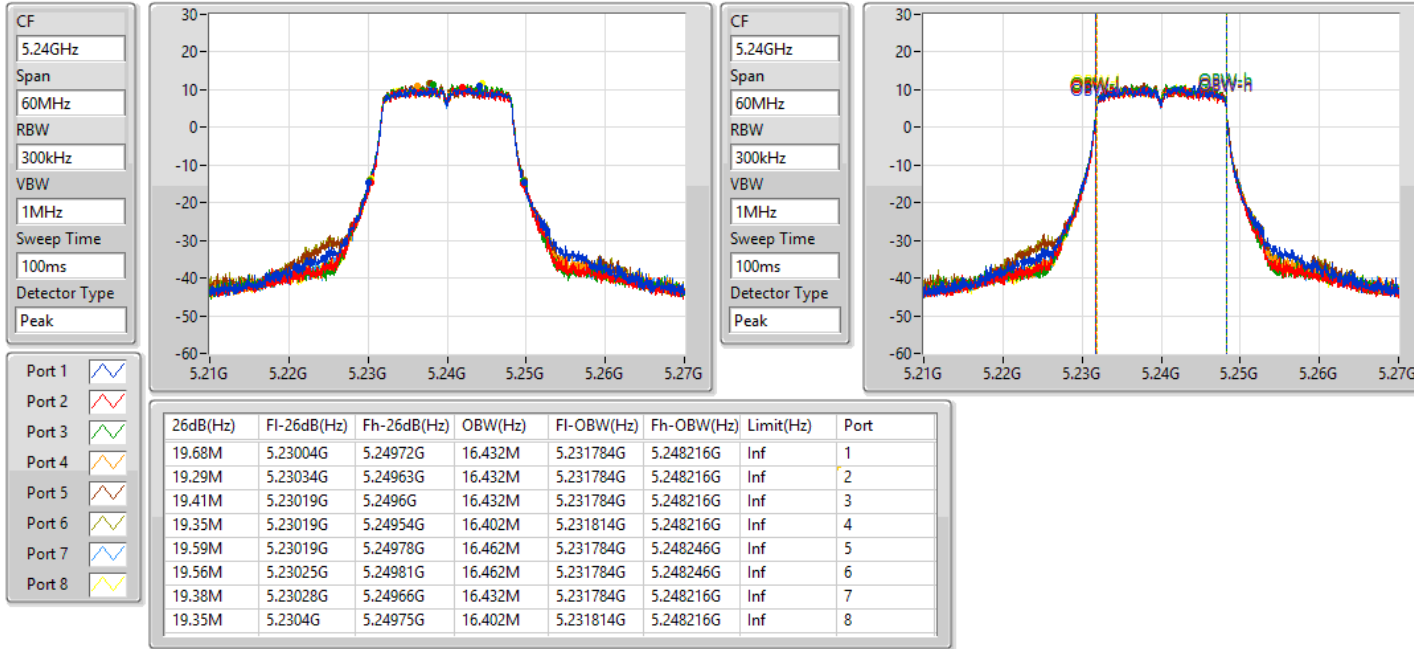 CF
5.24GHz
Span
60MHz
RBW
300kHz
VBW
1MHz
Sweep Time
100ms
Detector Type
Peak
30
20
10
0
-10
-20
-30
-40
-50
-60
5.21G 5.22G 5.23G 5.24G 5.25G 5.26G 5.27G
CF
5.24GHz
Span
60MHz
RBW
300kHz
VBW
1MHz
Sweep Time
100ms
Detector Type
Peak
30
20
10
0
-10
-20
-30
-40
-50
-60
OBW-l OBW-h
5.21G 5.22G 5.23G 5.24G 5.25G 5.26G 5.27G
Port 1
Port 2
Port 3
Port 4
Port 5
Port 6
Port 7
Port 8
26dB(Hz) Fl-26dB(Hz) Fh-26dB(Hz) OBW(Hz) Fl-OBW(Hz) Fh-OBW(Hz) Limit(Hz) Port
19.68M 5.23004G 5.24972G 16.432M 5.231784G 5.248216G Inf 1
19.29M 5.23034G 5.24963G 16.432M 5.231784G 5.248216G Inf 2
19.41M 5.23019G 5.2496G 16.432M 5.231784G 5.248216G Inf 3
19.35M 5.23019G 5.24954G 16.402M 5.231814G 5.248216G Inf 4
19.59M 5.23019G 5.24978G 16.462M 5.231784G 5.248246G Inf 5
19.56M 5.23025G 5.24981G 16.462M 5.231784G 5.248246G Inf 6
19.38M 5.23028G 5.24966G 16.432M 5.231784G 5.248216G Inf 7
19.35M 5.2304G 5.24975G 16.402M 5.231814G 5.248216G Inf 8